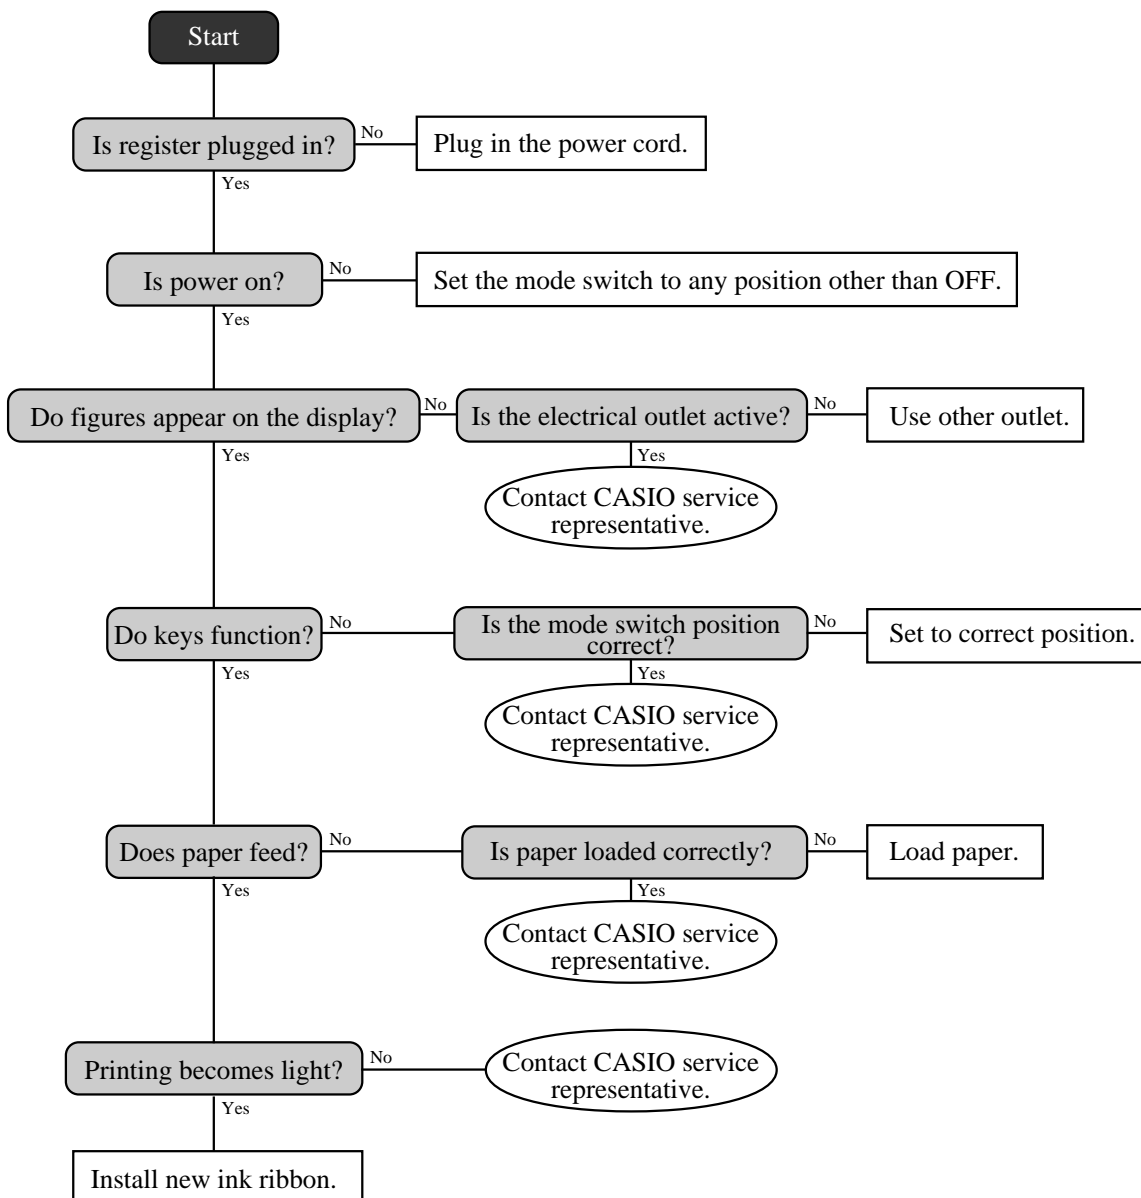 Start
Is register plugged in?
No
Plug in the power cord.
Yes
Is power on?
No
Set the mode switch to any position other than OFF.
Yes
Do figures appear on the display?
No
Is the electrical outlet active?
No
Use other outlet.
Yes
Yes
Contact CASIO service
representative.
Do keys function?
No
Is the mode switch position
correct?
No
Set to correct position.
Yes
Yes
Contact CASIO service
representative.
Does paper feed?
No
Is paper loaded correctly?
No
Load paper.
Yes
Yes
Contact CASIO service
representative.
Printing becomes light?
No
Contact CASIO service
representative.
Yes
Install new ink ribbon.